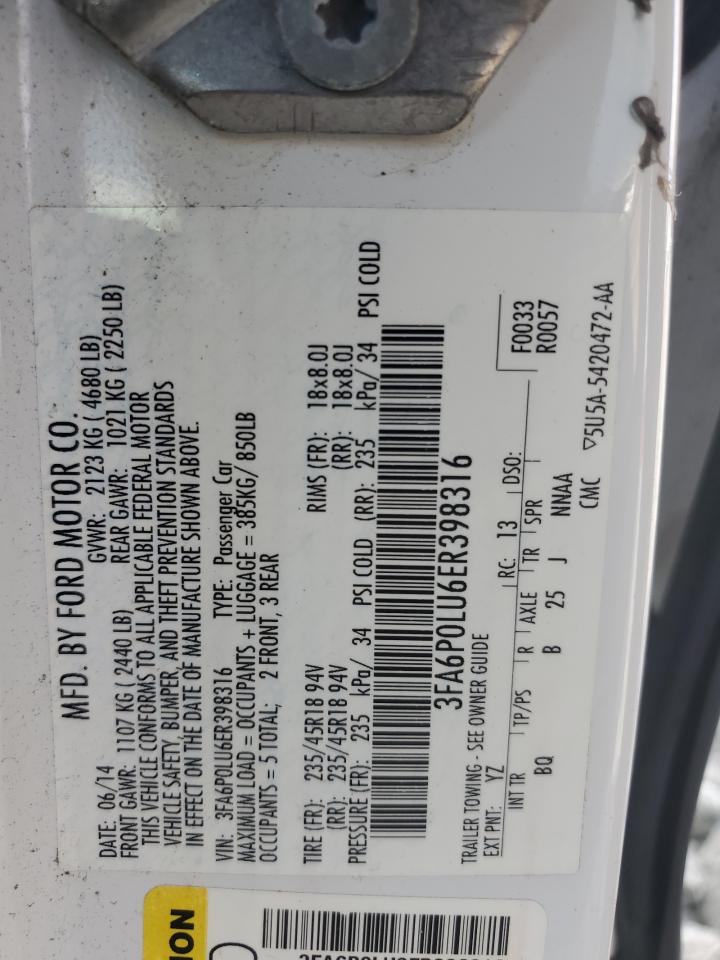 MFD. BY FORD MOTOR CO.
DATE: 06/14 GVWR: 2123 KG ( 4680 LB)
FRONT GAWR: 1107 KG ( 2440 LB) REAR GAWR: 1021 KG ( 2250 LB)
THIS VEHICLE CONFORMS TO ALL APPLICABLE FEDERAL MOTOR
VEHICLE SAFETY, BUMPER, AND THEFT PREVENTION STANDARDS
IN EFFECT ON THE DATE OF MANUFACTURE SHOWN ABOVE.
VIN: 3FA6P0LU6ER398316 TYPE: Passenger Car
MAXIMUM LOAD = OCCUPANTS + LUGGAGE = 385KG/ 850LB
OCCUPANTS = 5 TOTAL; 2 FRONT, 3 REAR
TIRE (FR): 235/45R18 94V RIMS (FR): 18x8.0J
(RR): 235/45R18 94V (RR): 18x8.0J
PRESSURE (FR): 235 kPa/ 34 PSI COLD (RR): 235 kPa/ 34 PSI COLD
3FA6P0LU6ER398316
TRAILER TOWING - SEE OWNER GUIDE
F0033
R0057
EXT PNT: YZ RC: 13 DSO:
INT TR TP/PS R AXLE TR SPR
BQ B 25 J NNAA
CMC ▽5U5A-5420472-AA